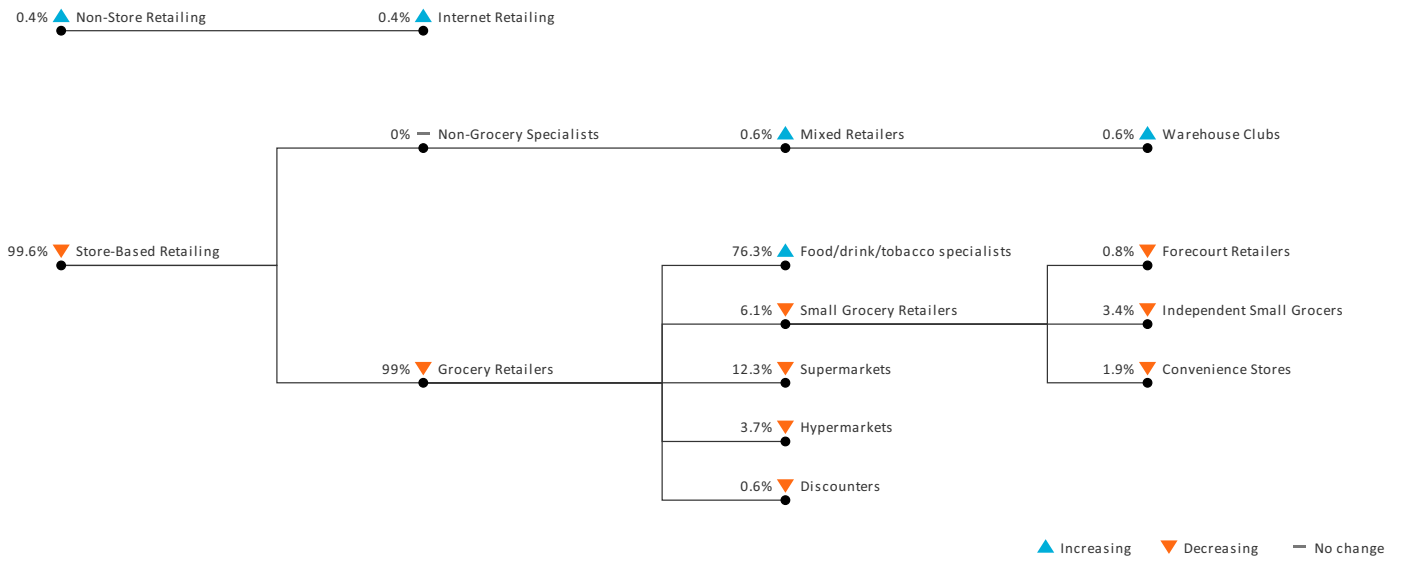 0.4% Non-Store Retailing 0.4% Internet Retailing
0% Non-Grocery Specialists 0.6% Mixed Retailers 0.6% Warehouse Clubs
99.6% Store-Based Retailing 76.3% Food/drink/tobacco specialists 0.8% Forecourt Retailers
6.1% Small Grocery Retailers 3.4% Independent Small Grocers
99% Grocery Retailers 12.3% Supermarkets 1.9% Convenience Stores
3.7% Hypermarkets
0.6% Discounters
Increasing Decreasing No change